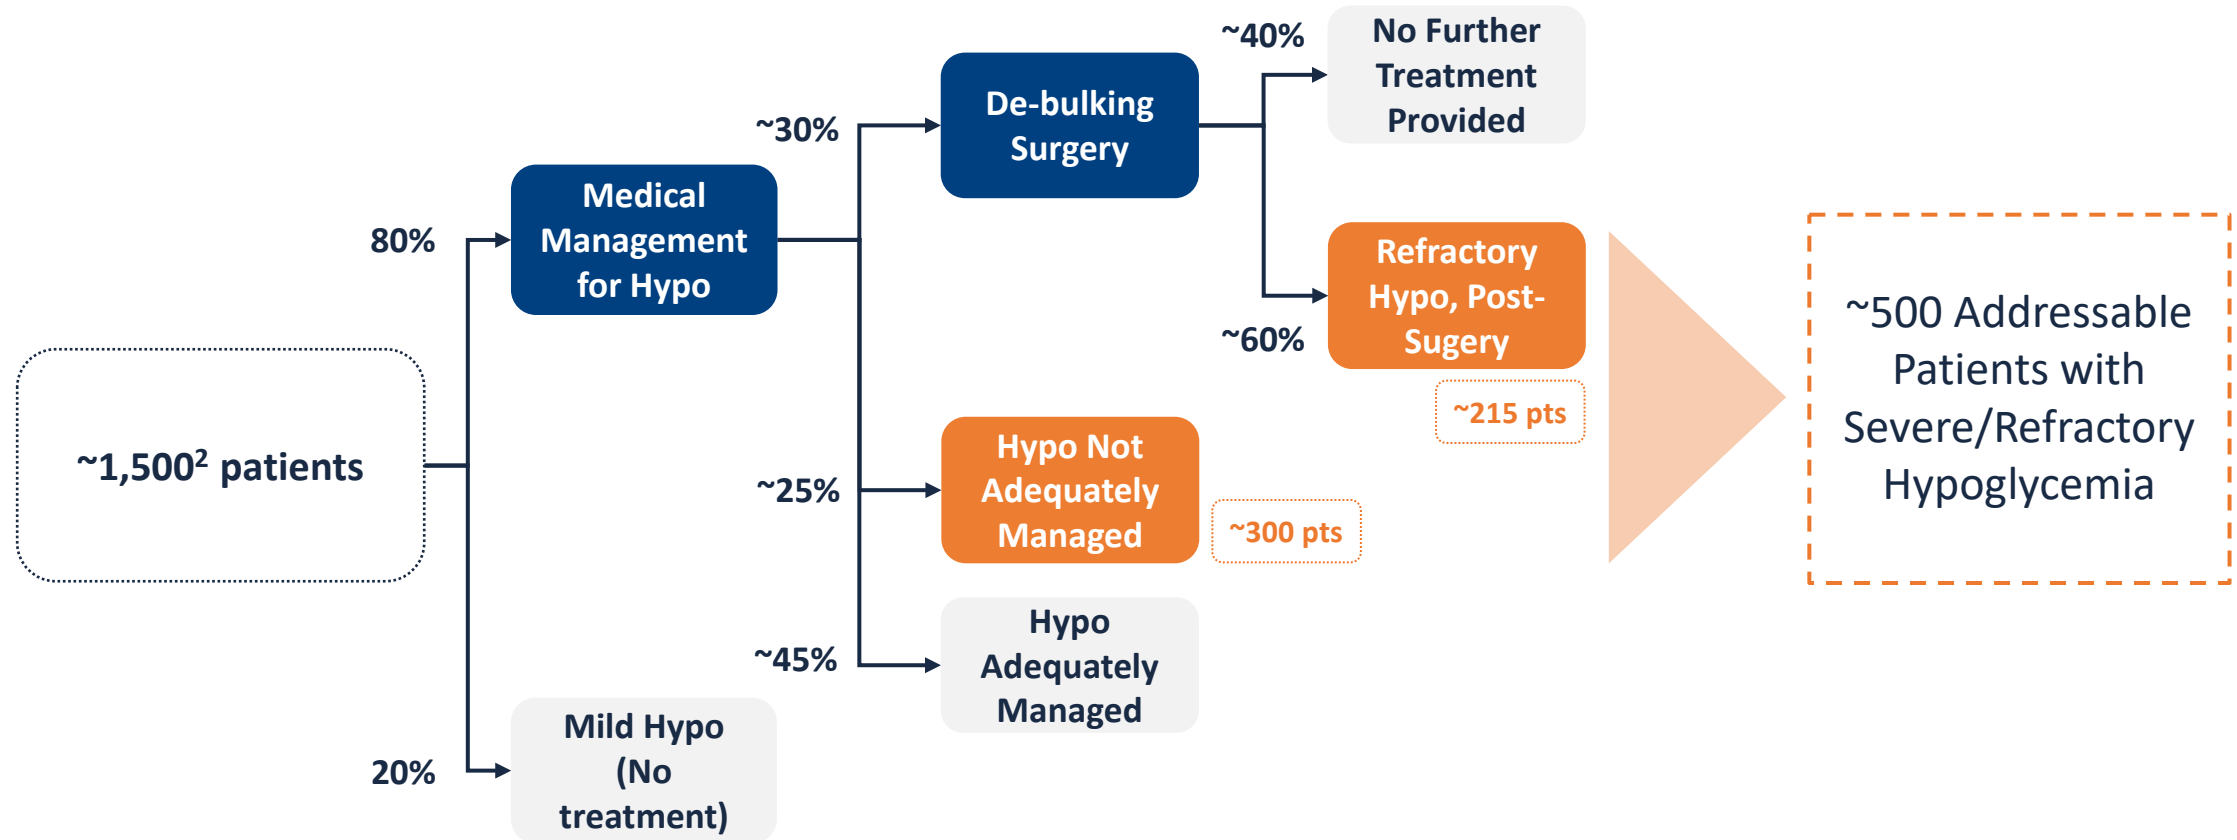 ~1,500² patients
80%
Medical
Management
for Hypo
20%
Mild Hypo
(No
treatment)
~30%
De-bulking
Surgery
~25%
Hypo Not
Adequately
Managed
~300 pts
~45%
Hypo
Adequately
Managed
~40%
No Further
Treatment
Provided
~60%
Refractory
Hypo, Post-
Sugery
~215 pts
~500 Addressable
Patients with
Severe/Refractory
Hypoglycemia